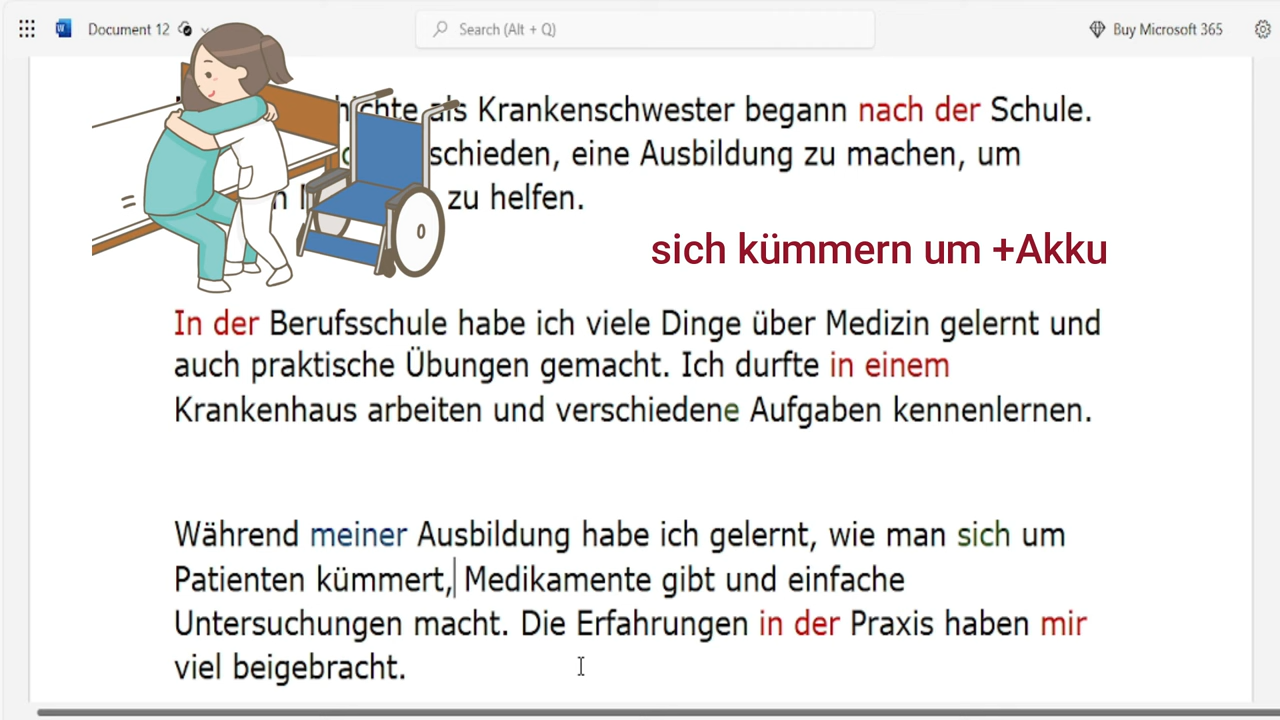 Document 12
Search (Alt + Q)
Buy Microsoft 365
als Krankenschwester begann nach der Schule.
eine Ausbildung zu machen, um
zu helfen.
sich kümmern um +Akku
In der Berufsschule habe ich viele Dinge über Medizin gelernt und
auch praktische Übungen gemacht. Ich durfte in einem
Krankenhaus arbeiten und verschiedene Aufgaben kennenlernen.
Während meiner Ausbildung habe ich gelernt, wie man sich um
Patienten kümmert, Medikamente gibt und einfache
Untersuchungen macht. Die Erfahrungen in der Praxis haben mir
viel beigebracht.